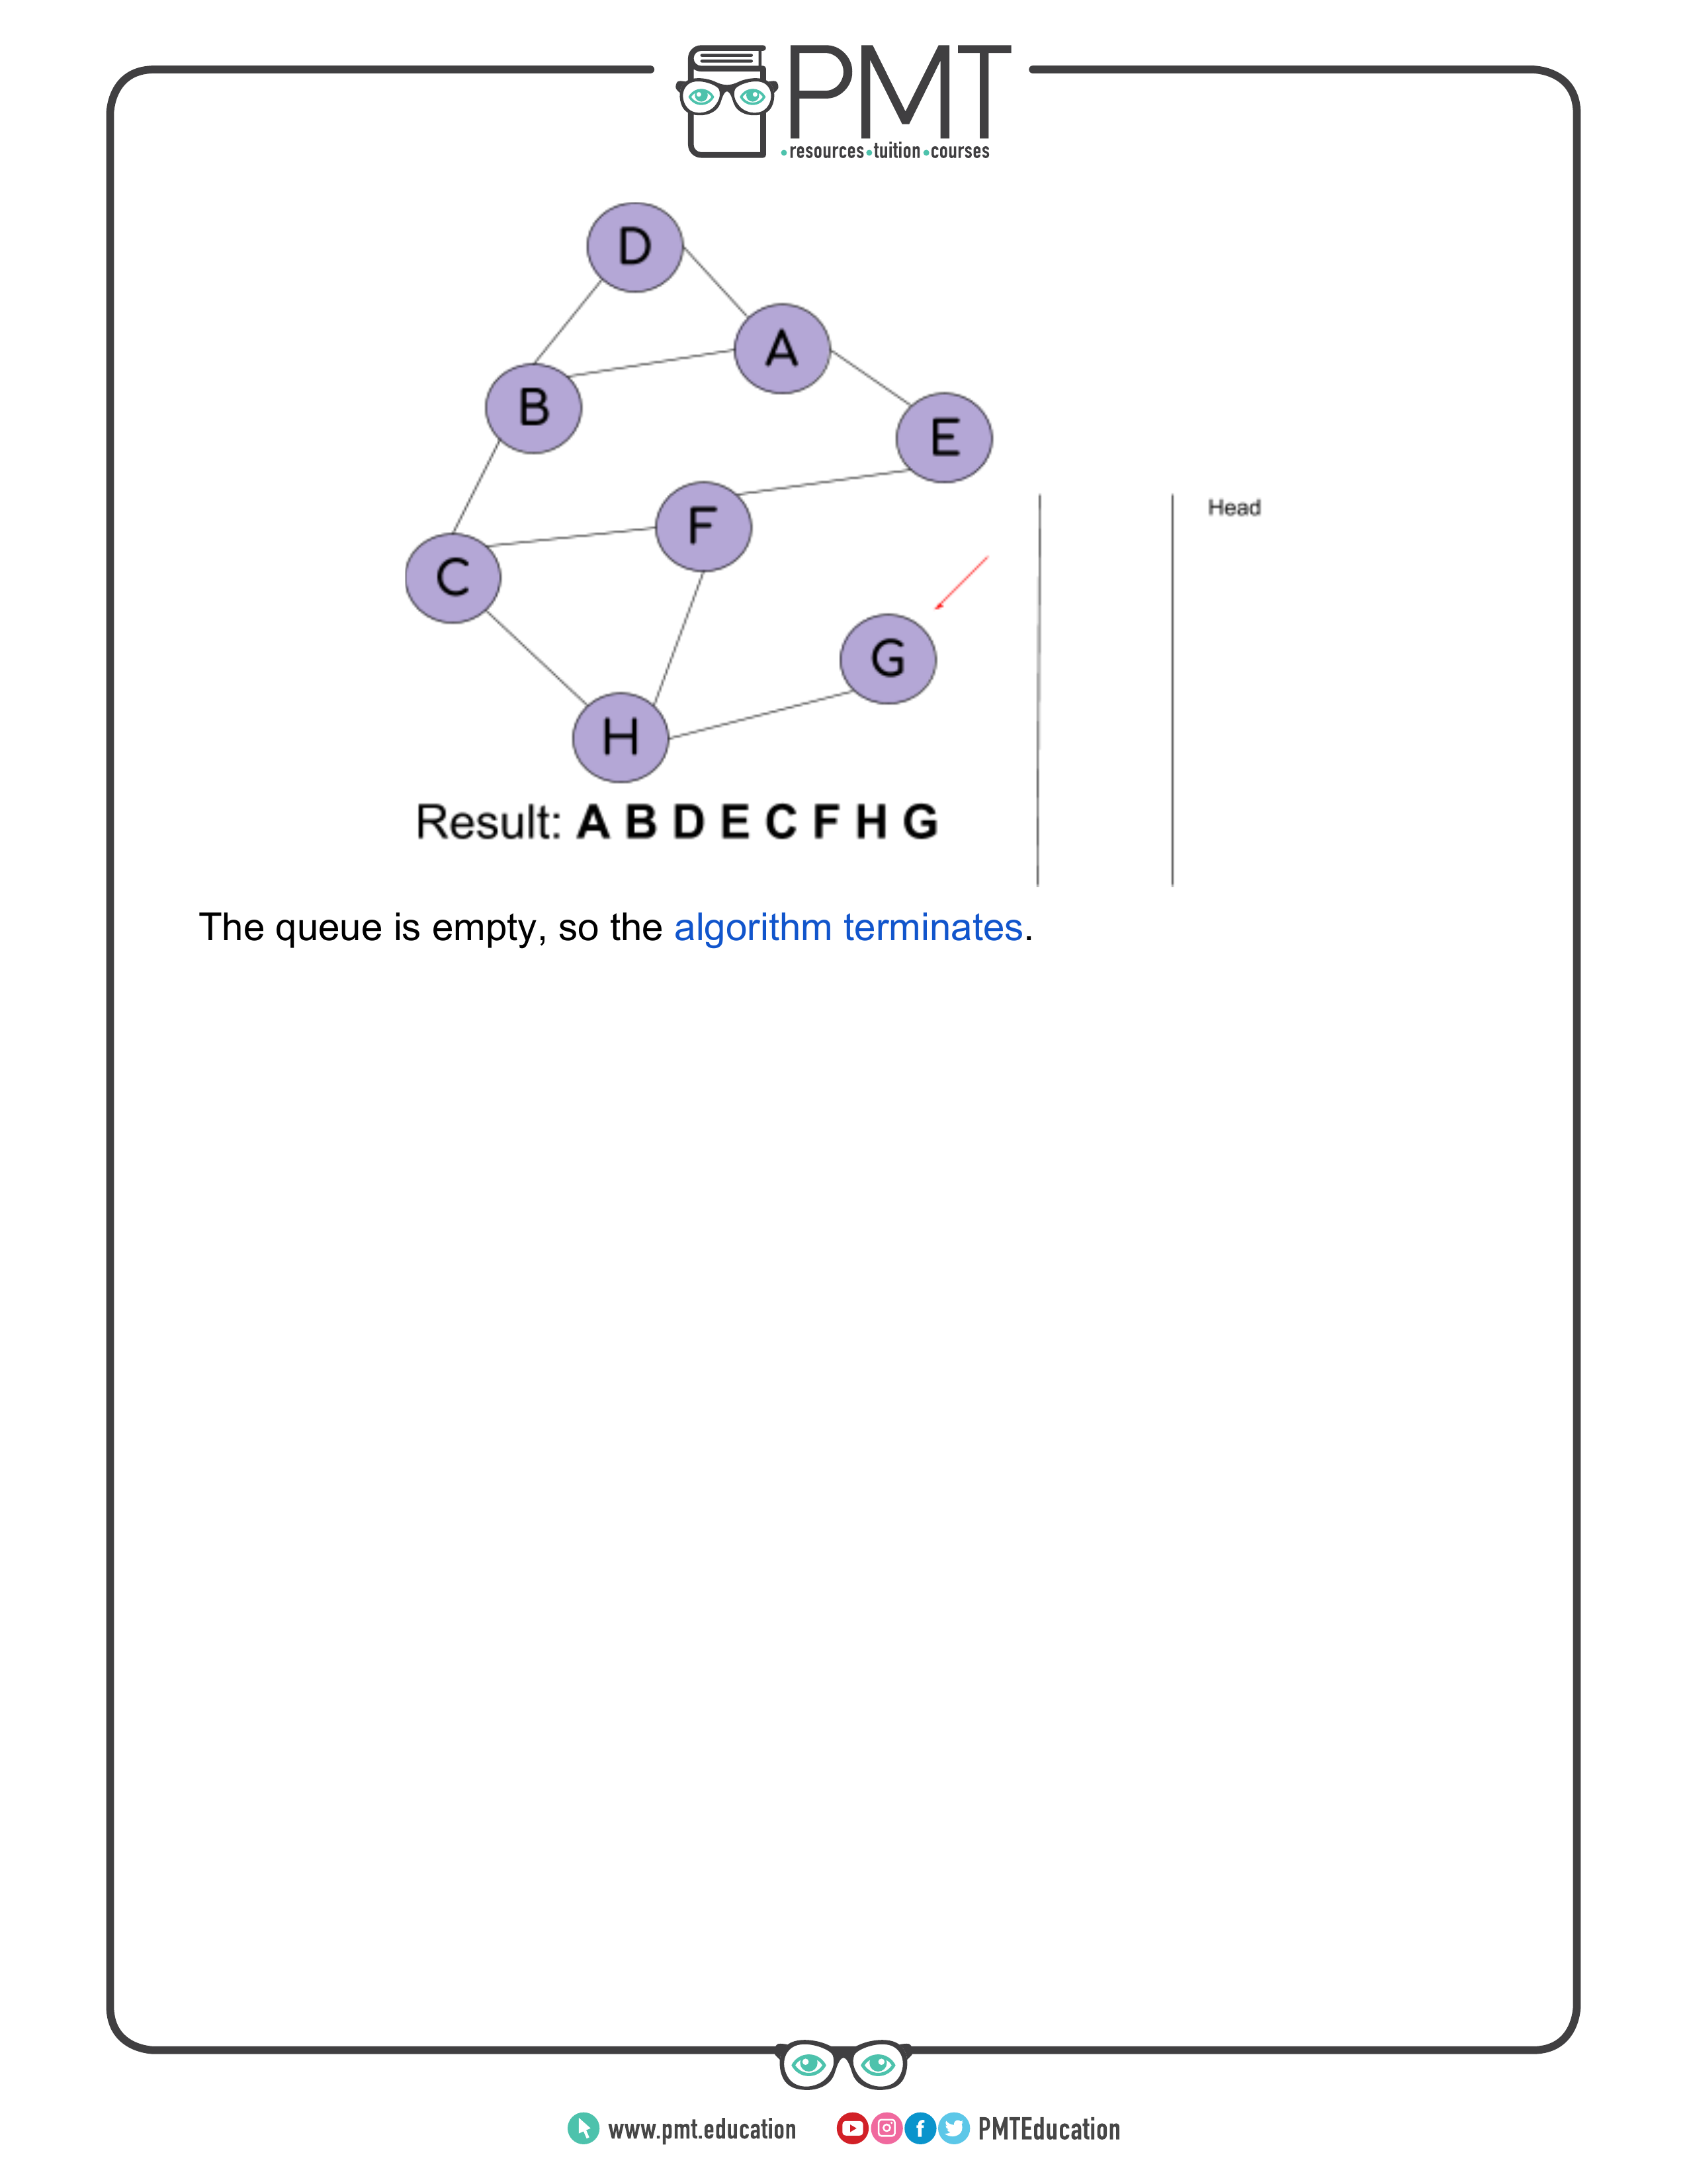 PMT
resources tuition courses
D
A
B
E
Head
F
C
G
H
Result: A B D E C F H G
The queue is empty, so the algorithm terminates.
www.pmt.education PMTEducation